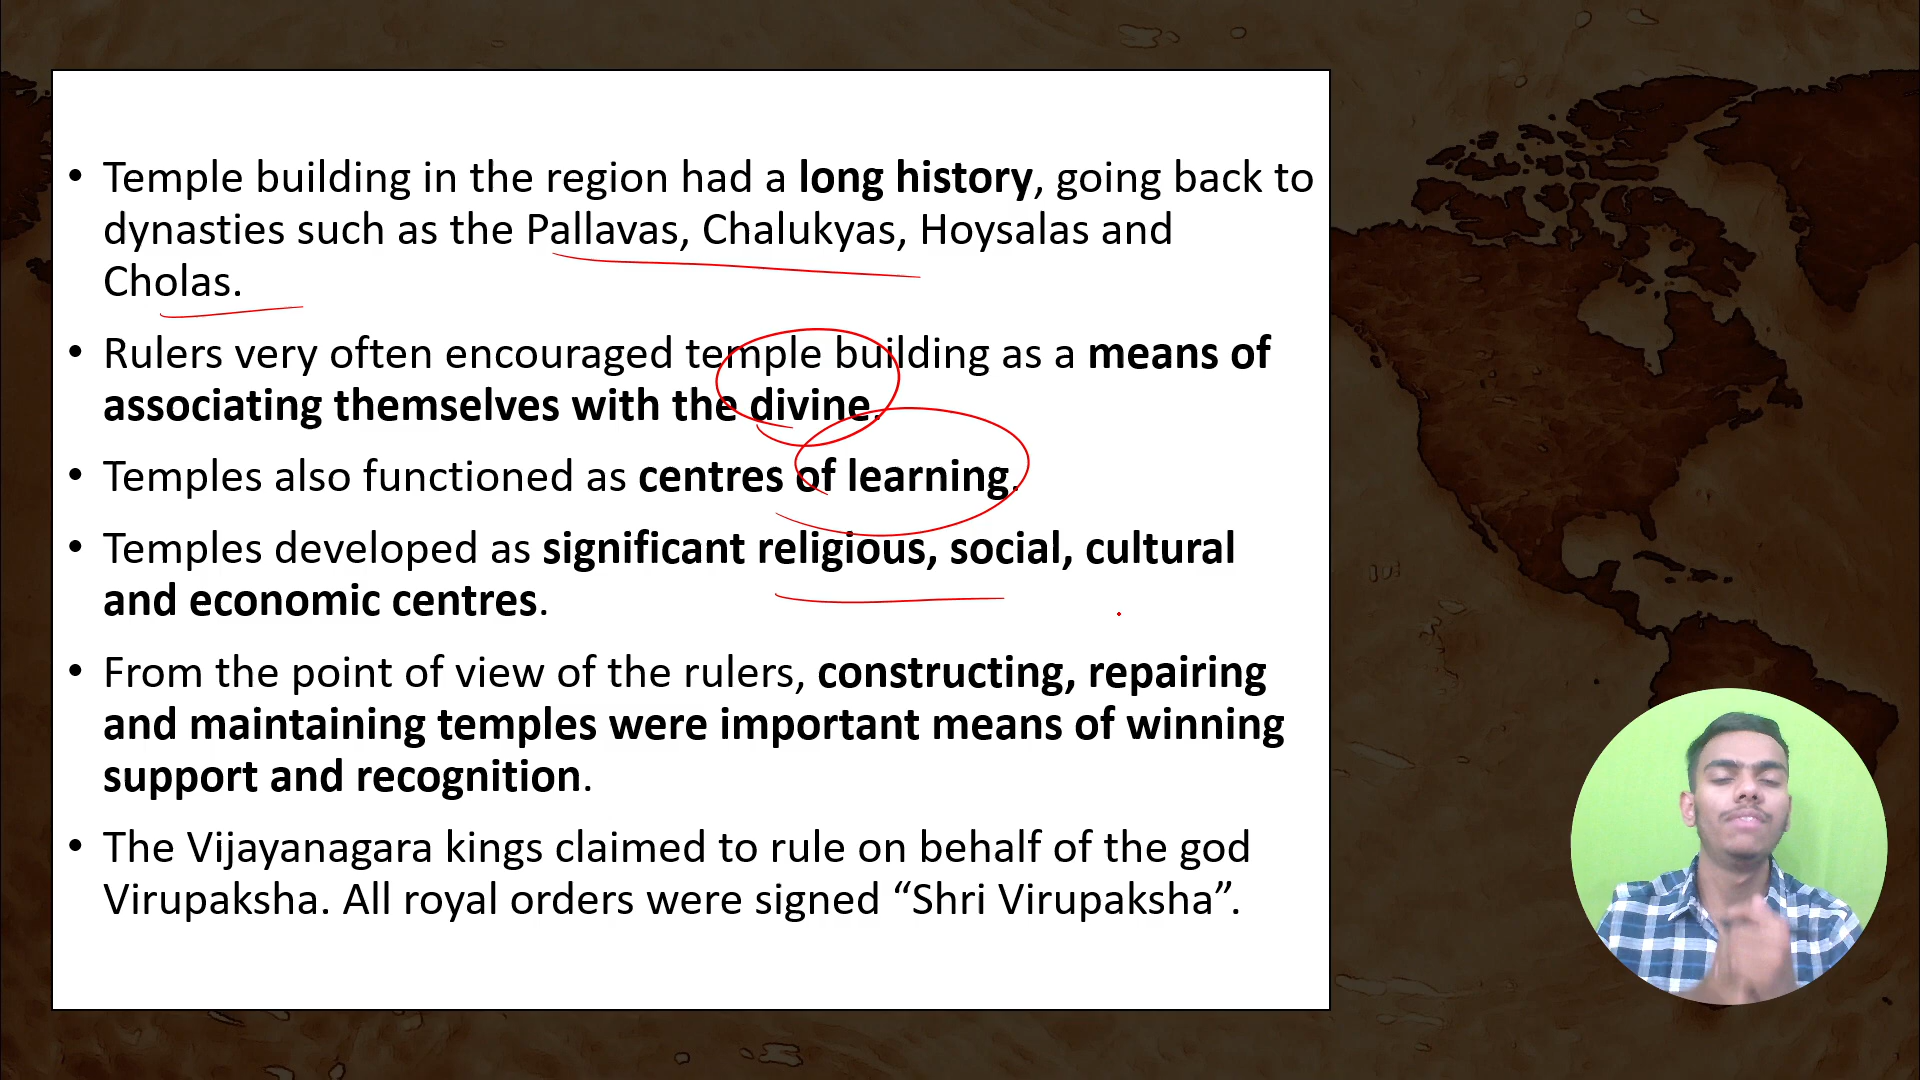 • Temple building in the region had a long history, going back to
dynasties such as the Pallavas, Chalukyas, Hoysalas and
Cholas.
• Rulers very often encouraged temple building as a means of
associating themselves with the divine.
• Temples also functioned as centres of learning.
• Temples developed as significant religious, social, cultural
and economic centres.
• From the point of view of the rulers, constructing, repairing
and maintaining temples were important means of winning
support and recognition.
• The Vijayanagara kings claimed to rule on behalf of the god
Virupaksha. All royal orders were signed “Shri Virupaksha”.